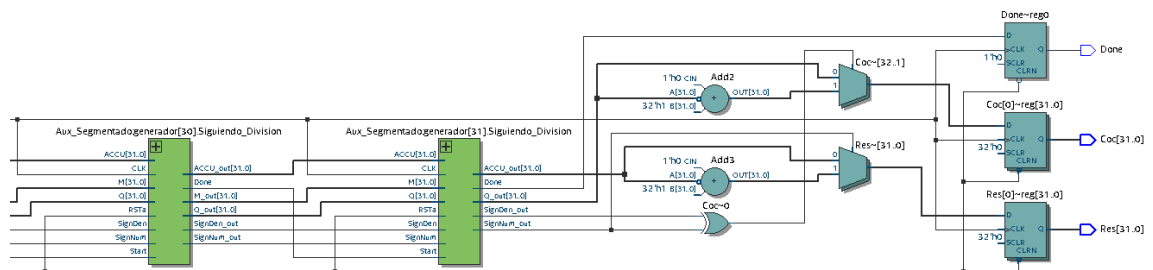 Done~reg0
D
CLK
Q
1'h0
SCLR
CLRN
Done
Coc~[32..1]
0
1
Add2
1'h0 CIN
A[31..0]
32'h1 B[31..0]
+
OUT[31..0]
Coc[0]~reg[31..0]
D
CLK
Q
32'h0
SCLR
CLRN
Coc[31..0]
Aux_Segmentado:generador[30].Siguiendo_Division
ACCU[31..0]
CLK
M[31..0]
Q[31..0]
RSTa
SignDen
SignNum
Start
ACCU_out[31..0]
Done
M_out[31..0]
Q_out[31..0]
SignDen_out
SignNum_out
Aux_Segmentado:generador[31].Siguiendo_Division
ACCU[31..0]
CLK
M[31..0]
Q[31..0]
RSTa
SignDen
SignNum
Start
ACCU_out[31..0]
Done
Q_out[31..0]
SignDen_out
SignNum_out
Res~[31..0]
0
1
Add3
1'h0 CIN
A[31..0]
32'h1 B[31..0]
+
OUT[31..0]
Coc~0
Res[0]~reg[31..0]
D
CLK
Q
32'h0
SCLR
CLRN
Res[31..0]